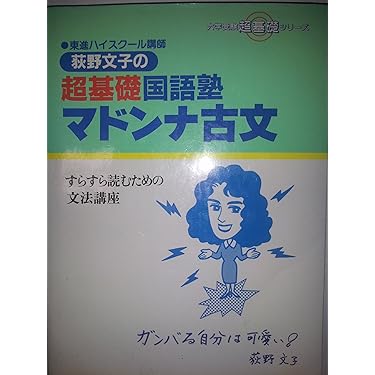 大学受験超基礎シリーズ
●東進ハイスクール講師
荻野文子の
超基礎国語塾
マドンナ古文
すらすら読むための
文法講座
ガンバる自分は可愛い
荻野文子